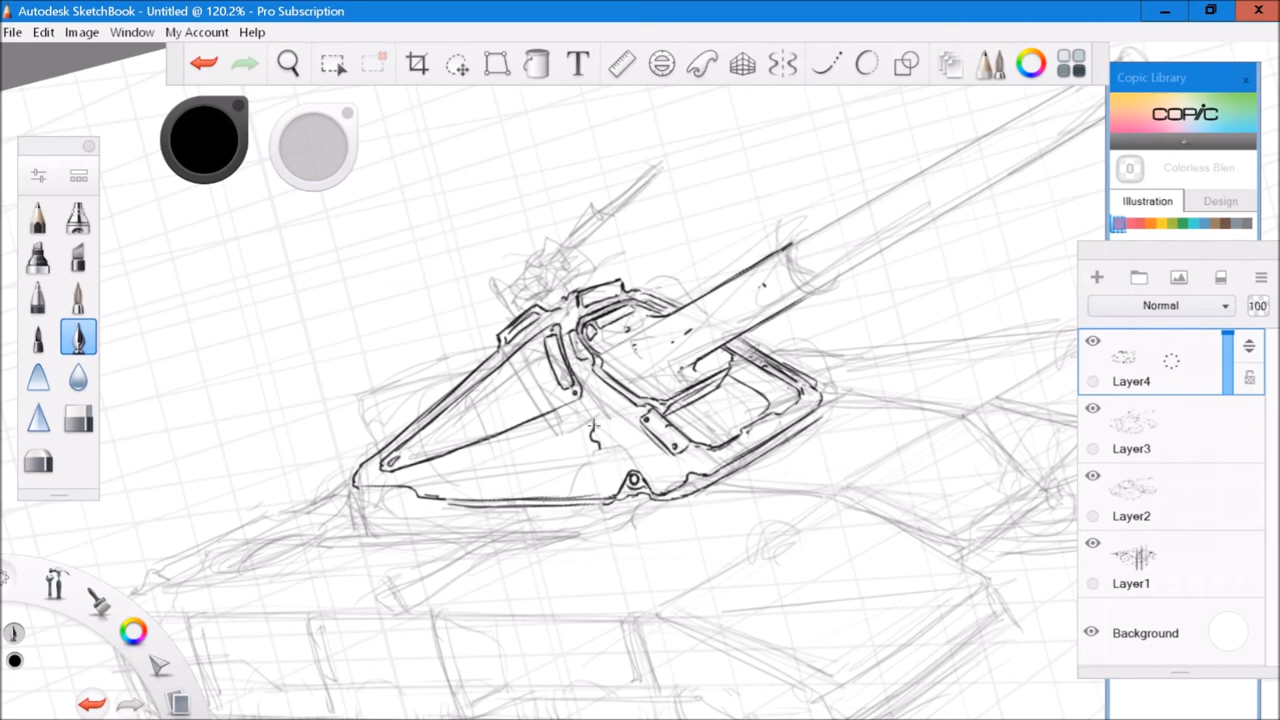 Autodesk SketchBook - Untitled @ 120.2% - Pro Subscription
File Edit Image Window My Account Help
T
Copic Library
COPIC
0 Colorless Blen
Illustration Design
Normal 100
Layer4
Layer3
Layer2
Layer1
Background